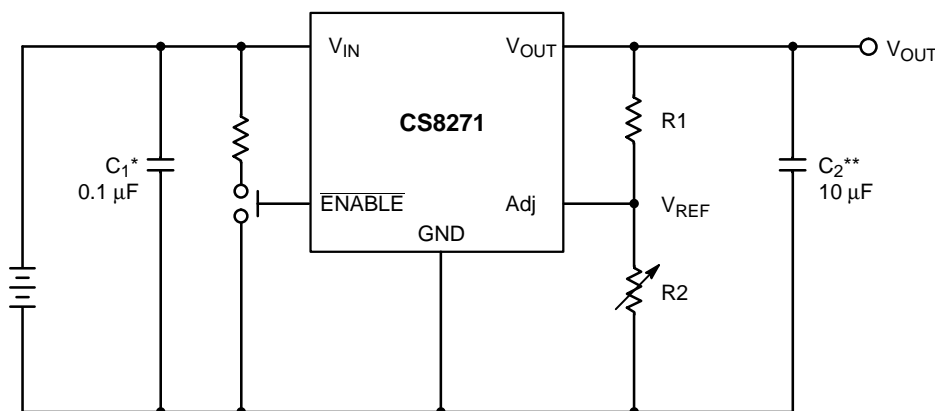 V_IN
V_OUT
V_OUT
CS8271
R1
C_1*
0.1 μF
C_2**
10 μF
ENABLE
Adj
V_REF
GND
R2